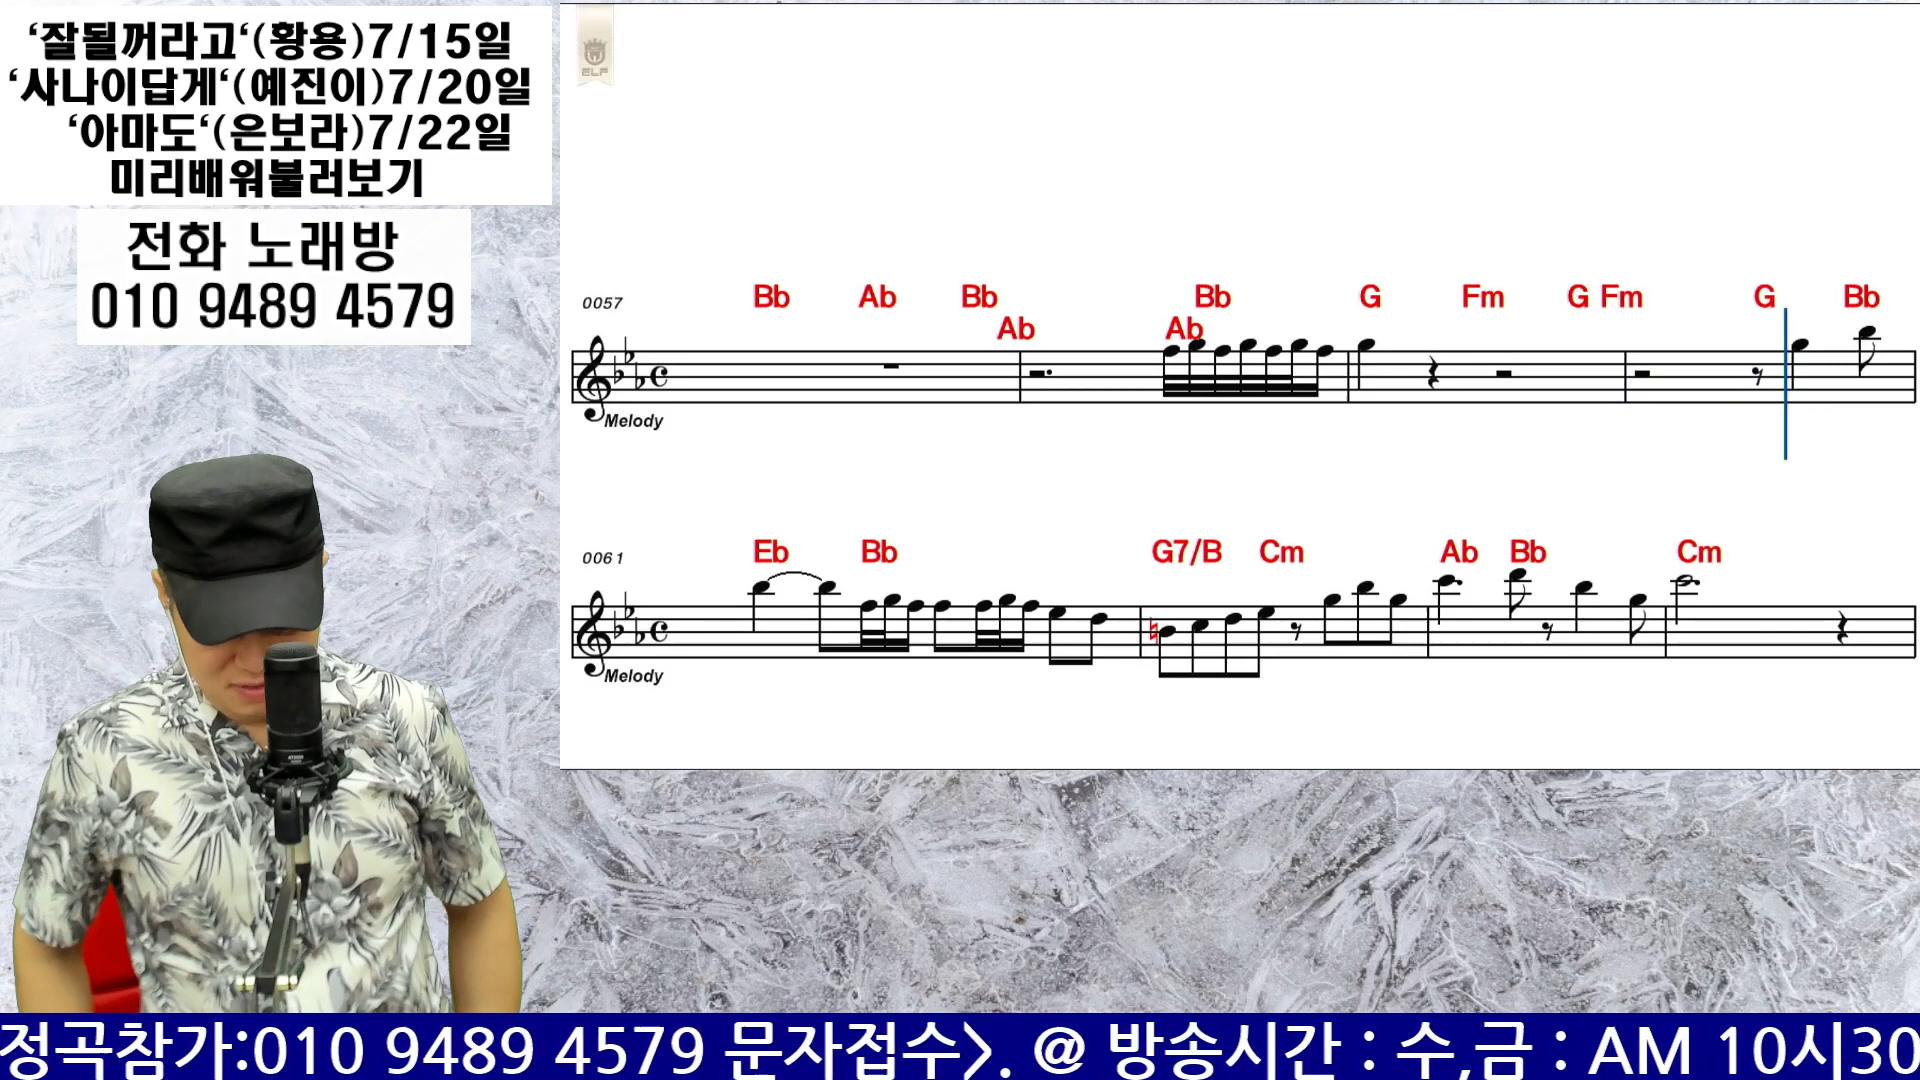 ‘잘될꺼라고‘(황용)7/15일
‘사나이답게‘(예진이)7/20일
‘아마도‘(은보라)7/22일
미리배워불러보기
전화 노래방
010 9489 4579
ELF
0057 Bb Ab Bb Ab Ab Bb G Fm G Fm G Bb
Melody
0061 Eb Bb G7/B Cm Ab Bb Cm
Melody
정곡참가:010 9489 4579 문자접수>. @ 방송시간 : 수,금 : AM 10시30